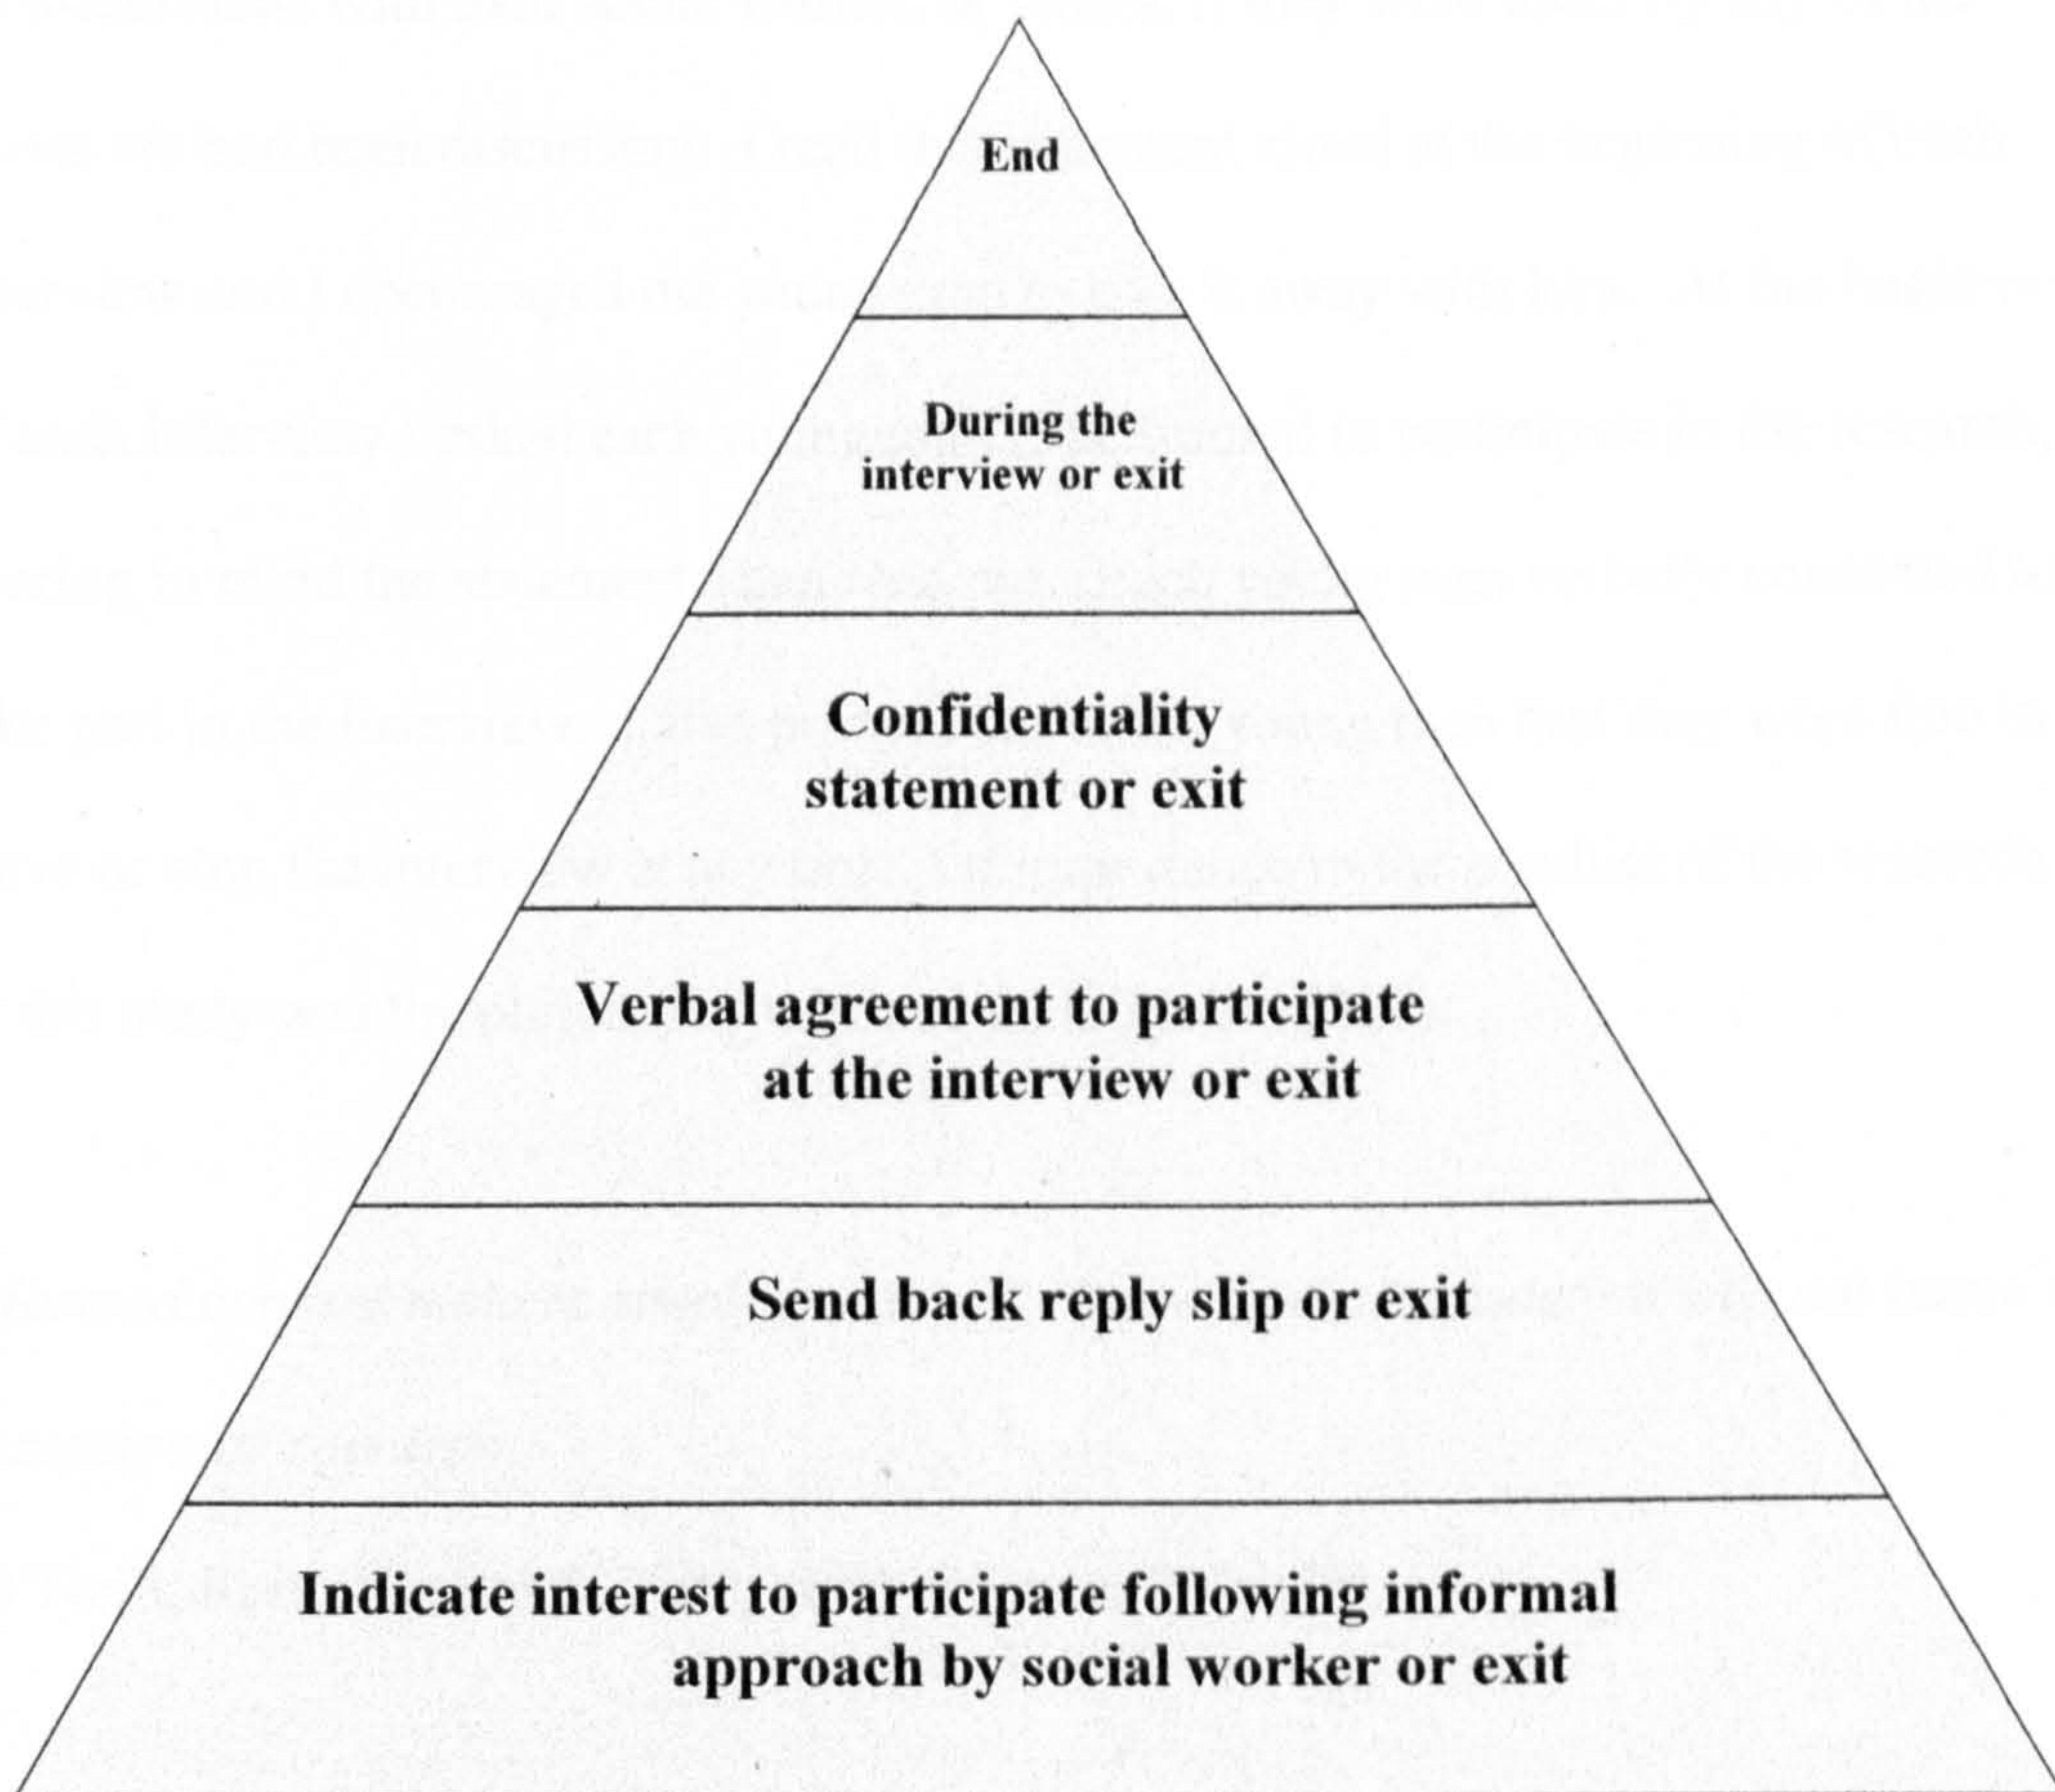 End
During the
interview or exit
Confidentiality
statement or exit
Verbal agreement to participate
at the interview or exit
Send back reply slip or exit
Indicate interest to participate following informal
approach by social worker or exit